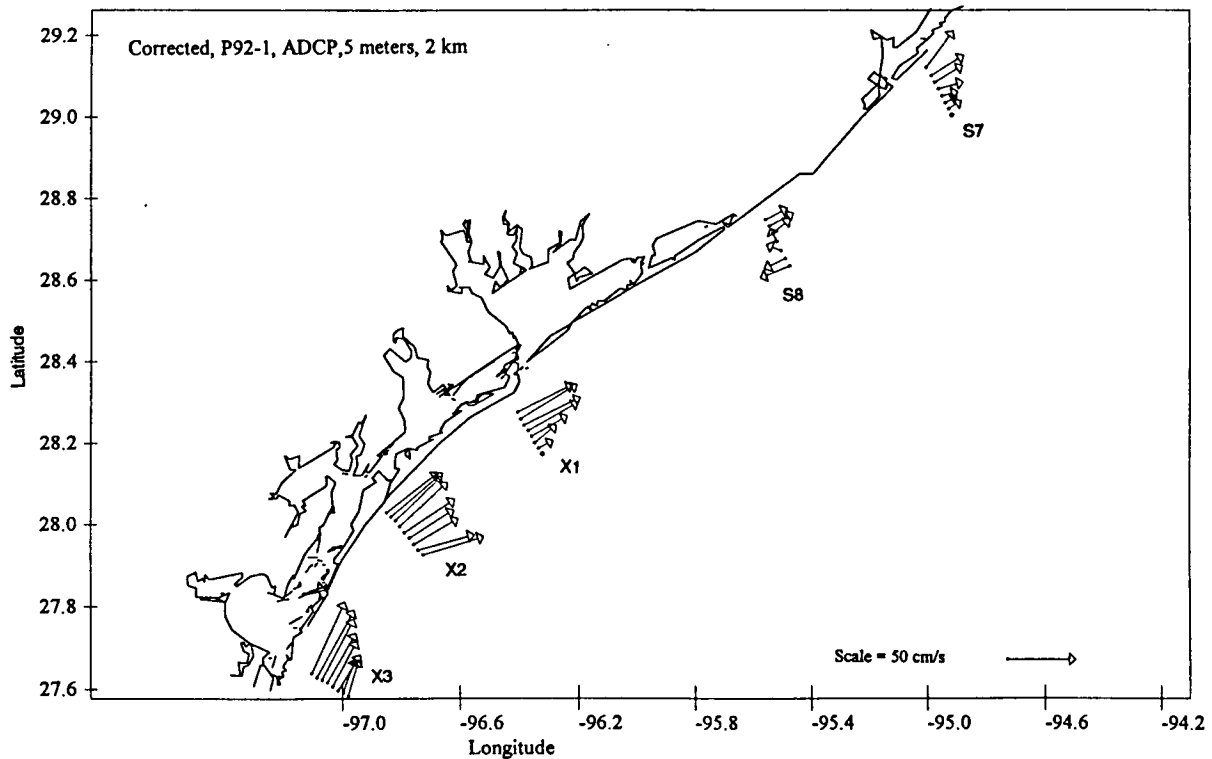 Corrected, P92-1, ADCP,5 meters, 2 km
29.2
29.0
28.8
28.6
28.4
28.2
28.0
27.8
27.6
Latitude
S7
S8
X1
X2
X3
Scale = 50 cm/s
-97.0
-96.6
-96.2
-95.8
-95.4
-95.0
-94.6
-94.2
Longitude